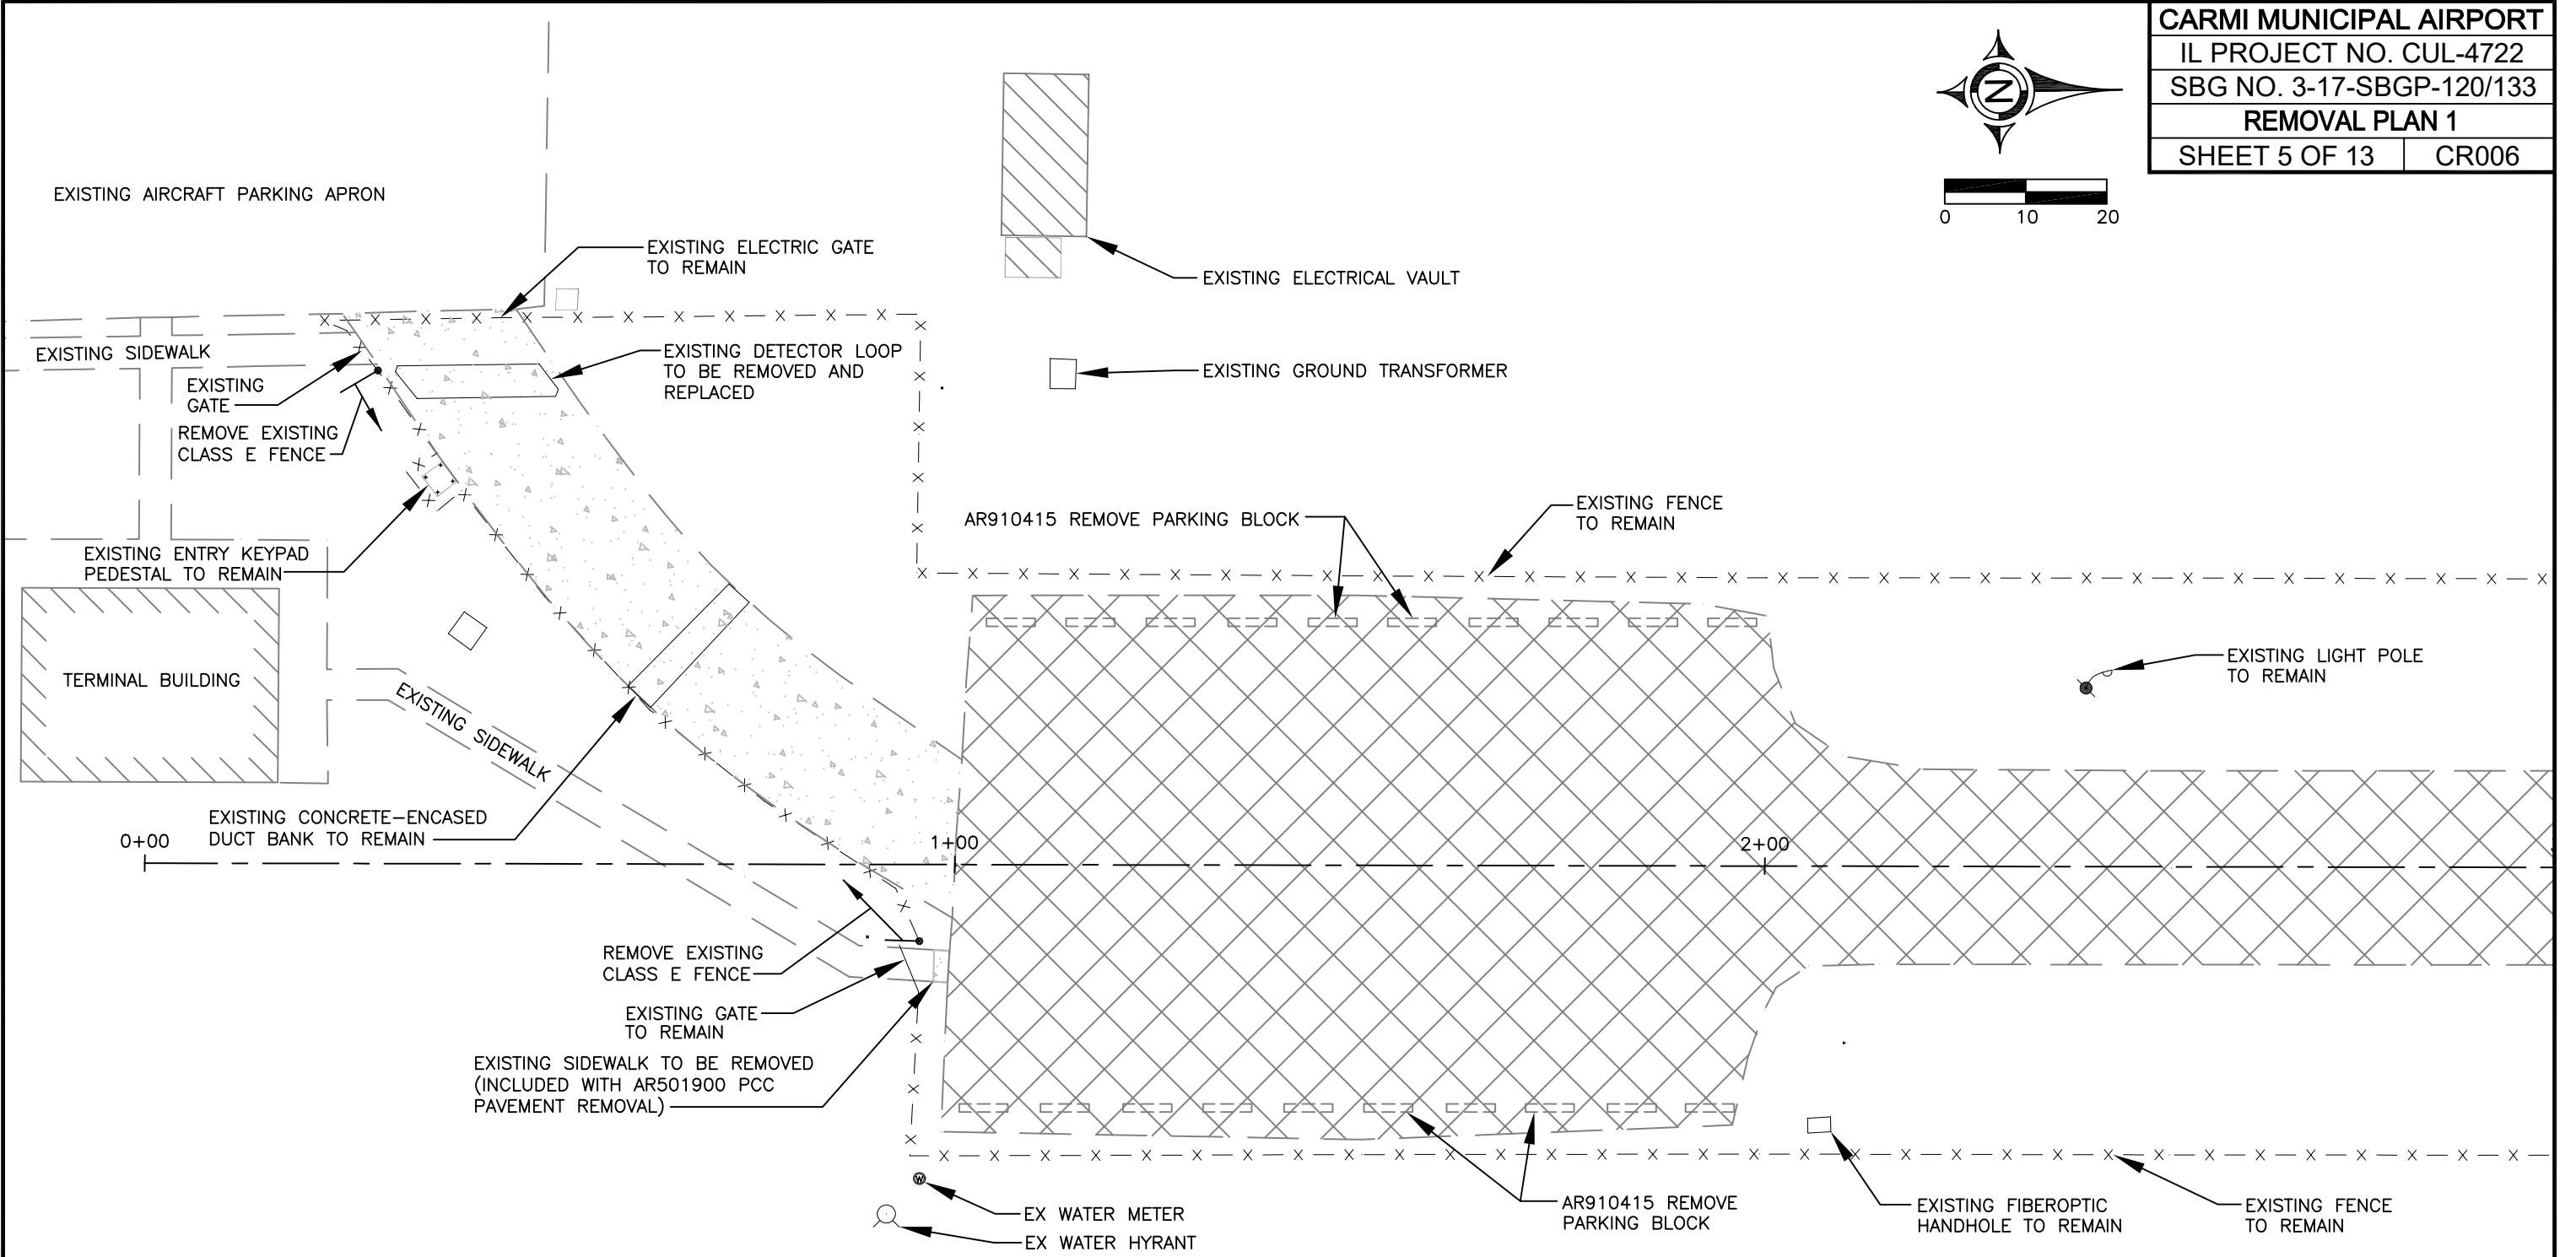 CARMI MUNICIPAL AIRPORT
IL PROJECT NO. CUL-4722
SBG NO. 3-17-SBGP-120/133
REMOVAL PLAN 1
SHEET 5 OF 13
CR006
N
0 10 20
EXISTING AIRCRAFT PARKING APRON
EXISTING ELECTRIC GATE
TO REMAIN
EXISTING ELECTRICAL VAULT
EXISTING SIDEWALK
EXISTING DETECTOR LOOP
TO BE REMOVED AND
REPLACED
EXISTING GROUND TRANSFORMER
EXISTING
GATE
REMOVE EXISTING
CLASS E FENCE
AR910415 REMOVE PARKING BLOCK
EXISTING FENCE
TO REMAIN
EXISTING ENTRY KEYPAD
PEDESTAL TO REMAIN
TERMINAL BUILDING
EXISTING SIDEWALK
EXISTING LIGHT POLE
TO REMAIN
EXISTING CONCRETE-ENCASED
DUCT BANK TO REMAIN
0+00
1+00
2+00
REMOVE EXISTING
CLASS E FENCE
EXISTING GATE
TO REMAIN
EXISTING SIDEWALK TO BE REMOVED
(INCLUDED WITH AR501900 PCC
PAVEMENT REMOVAL)
W
EX WATER METER
EX WATER HYRANT
AR910415 REMOVE
PARKING BLOCK
EXISTING FIBEROPTIC
HANDHOLE TO REMAIN
EXISTING FENCE
TO REMAIN